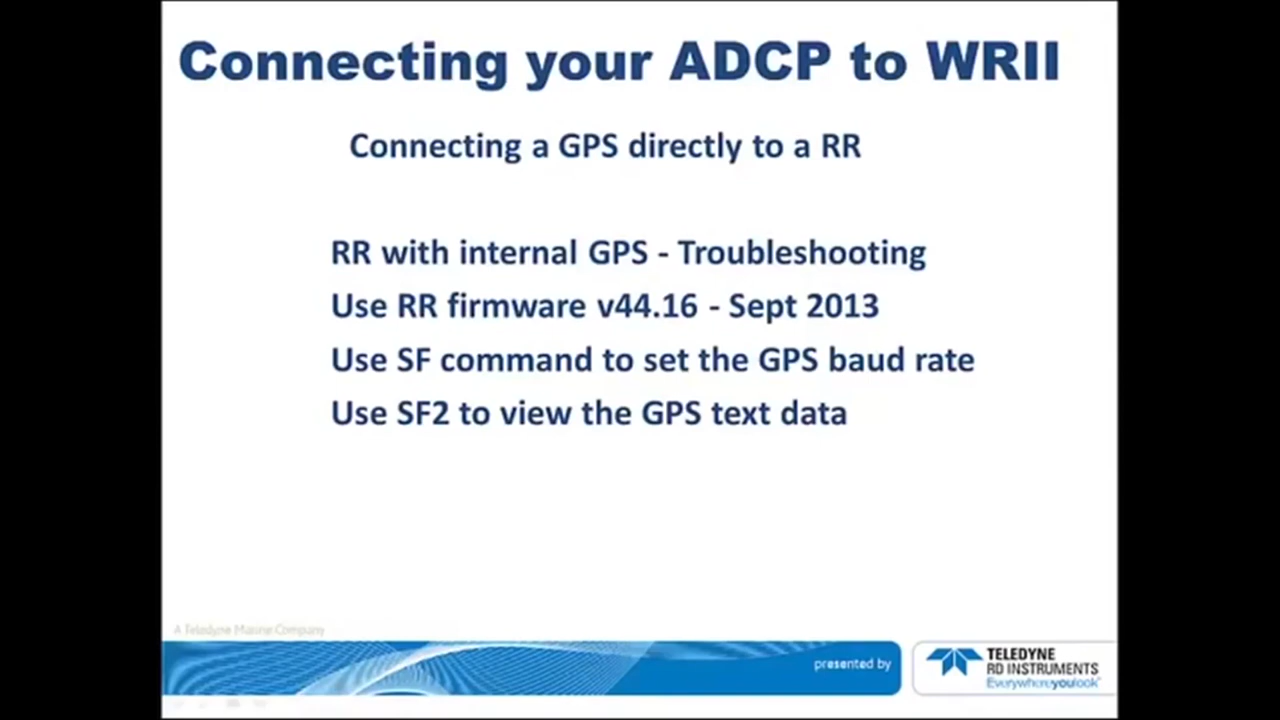 Connecting your ADCP to WRII
Connecting a GPS directly to a RR
RR with internal GPS - Troubleshooting
Use RR firmware v44.16 - Sept 2013
Use SF command to set the GPS baud rate
Use SF2 to view the GPS text data
A Teledyne Marine Company
presented by
TELEDYNE
RD INSTRUMENTS
Everywhereyoulook